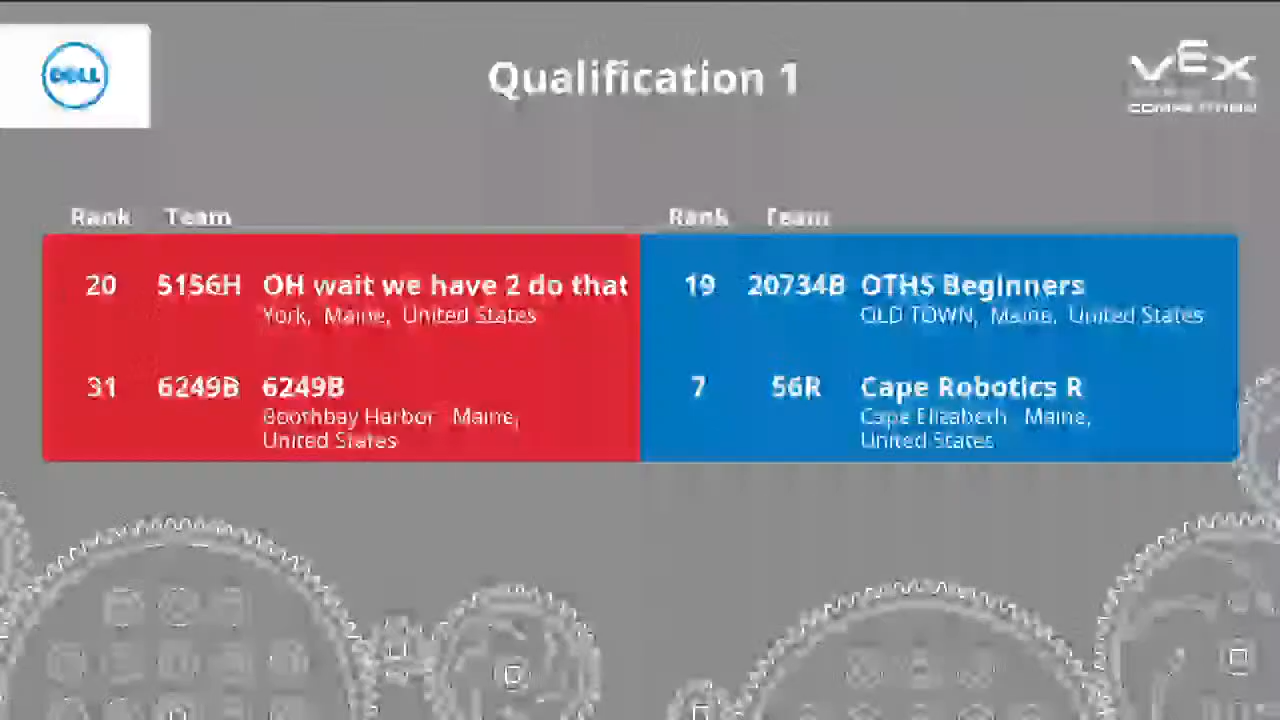 DELL
Qualification 1
VEX
COMPETITION
Rank Team Rank Team
20 5156H OH wait we have 2 do that 19 20734B OTHS Beginners
York, Maine, United States OLD TOWN, Maine, United States
31 6249B 6249B 7 56R Cape Robotics R
Boothbay Harbor Maine, Cape Elizabeth Maine,
United States United States